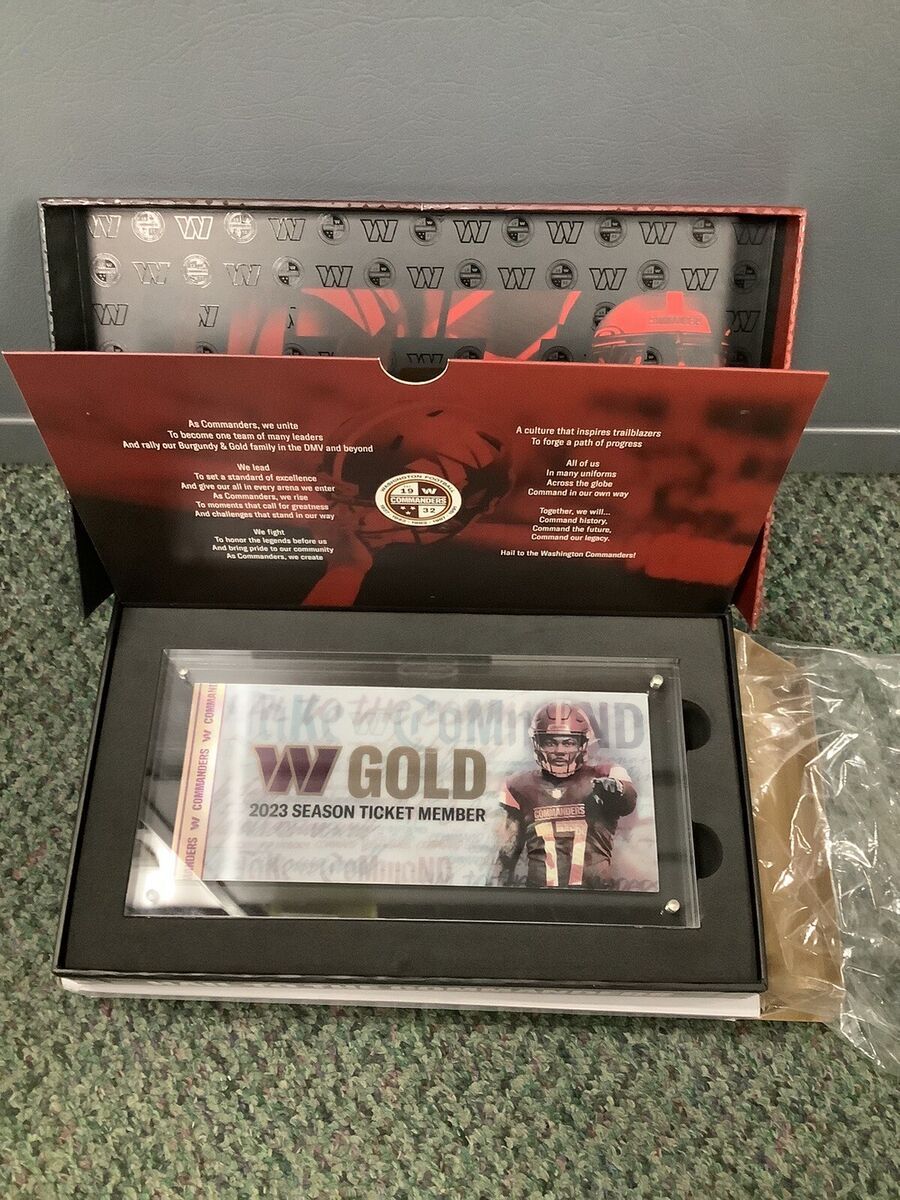 COMMANDERS
As Commanders, we unite
To become one team of many leaders
And rally our Burgundy & Gold family in the DMV and beyond
We lead
To set a standard of excellence
And give our all in every arena we enter
As Commanders, we rise
To moments that call for greatness
And challenges that stand in our way
We fight
To honor the legends before us
And bring pride to our community
As Commanders, we create
WASHINGTON FOOTBALL
19 W
COMMANDERS
32
A culture that inspires trailblazers
To forge a path of progress
All of us
In many uniforms
Across the globe
Command in our own way
Together, we will...
Command history,
Command the future,
Command our legacy.
Hail to the Washington Commanders!
COMMANDERS W COMMAN
W GOLD
2023 SEASON TICKET MEMBER
Take Command
COMMANDERS
17